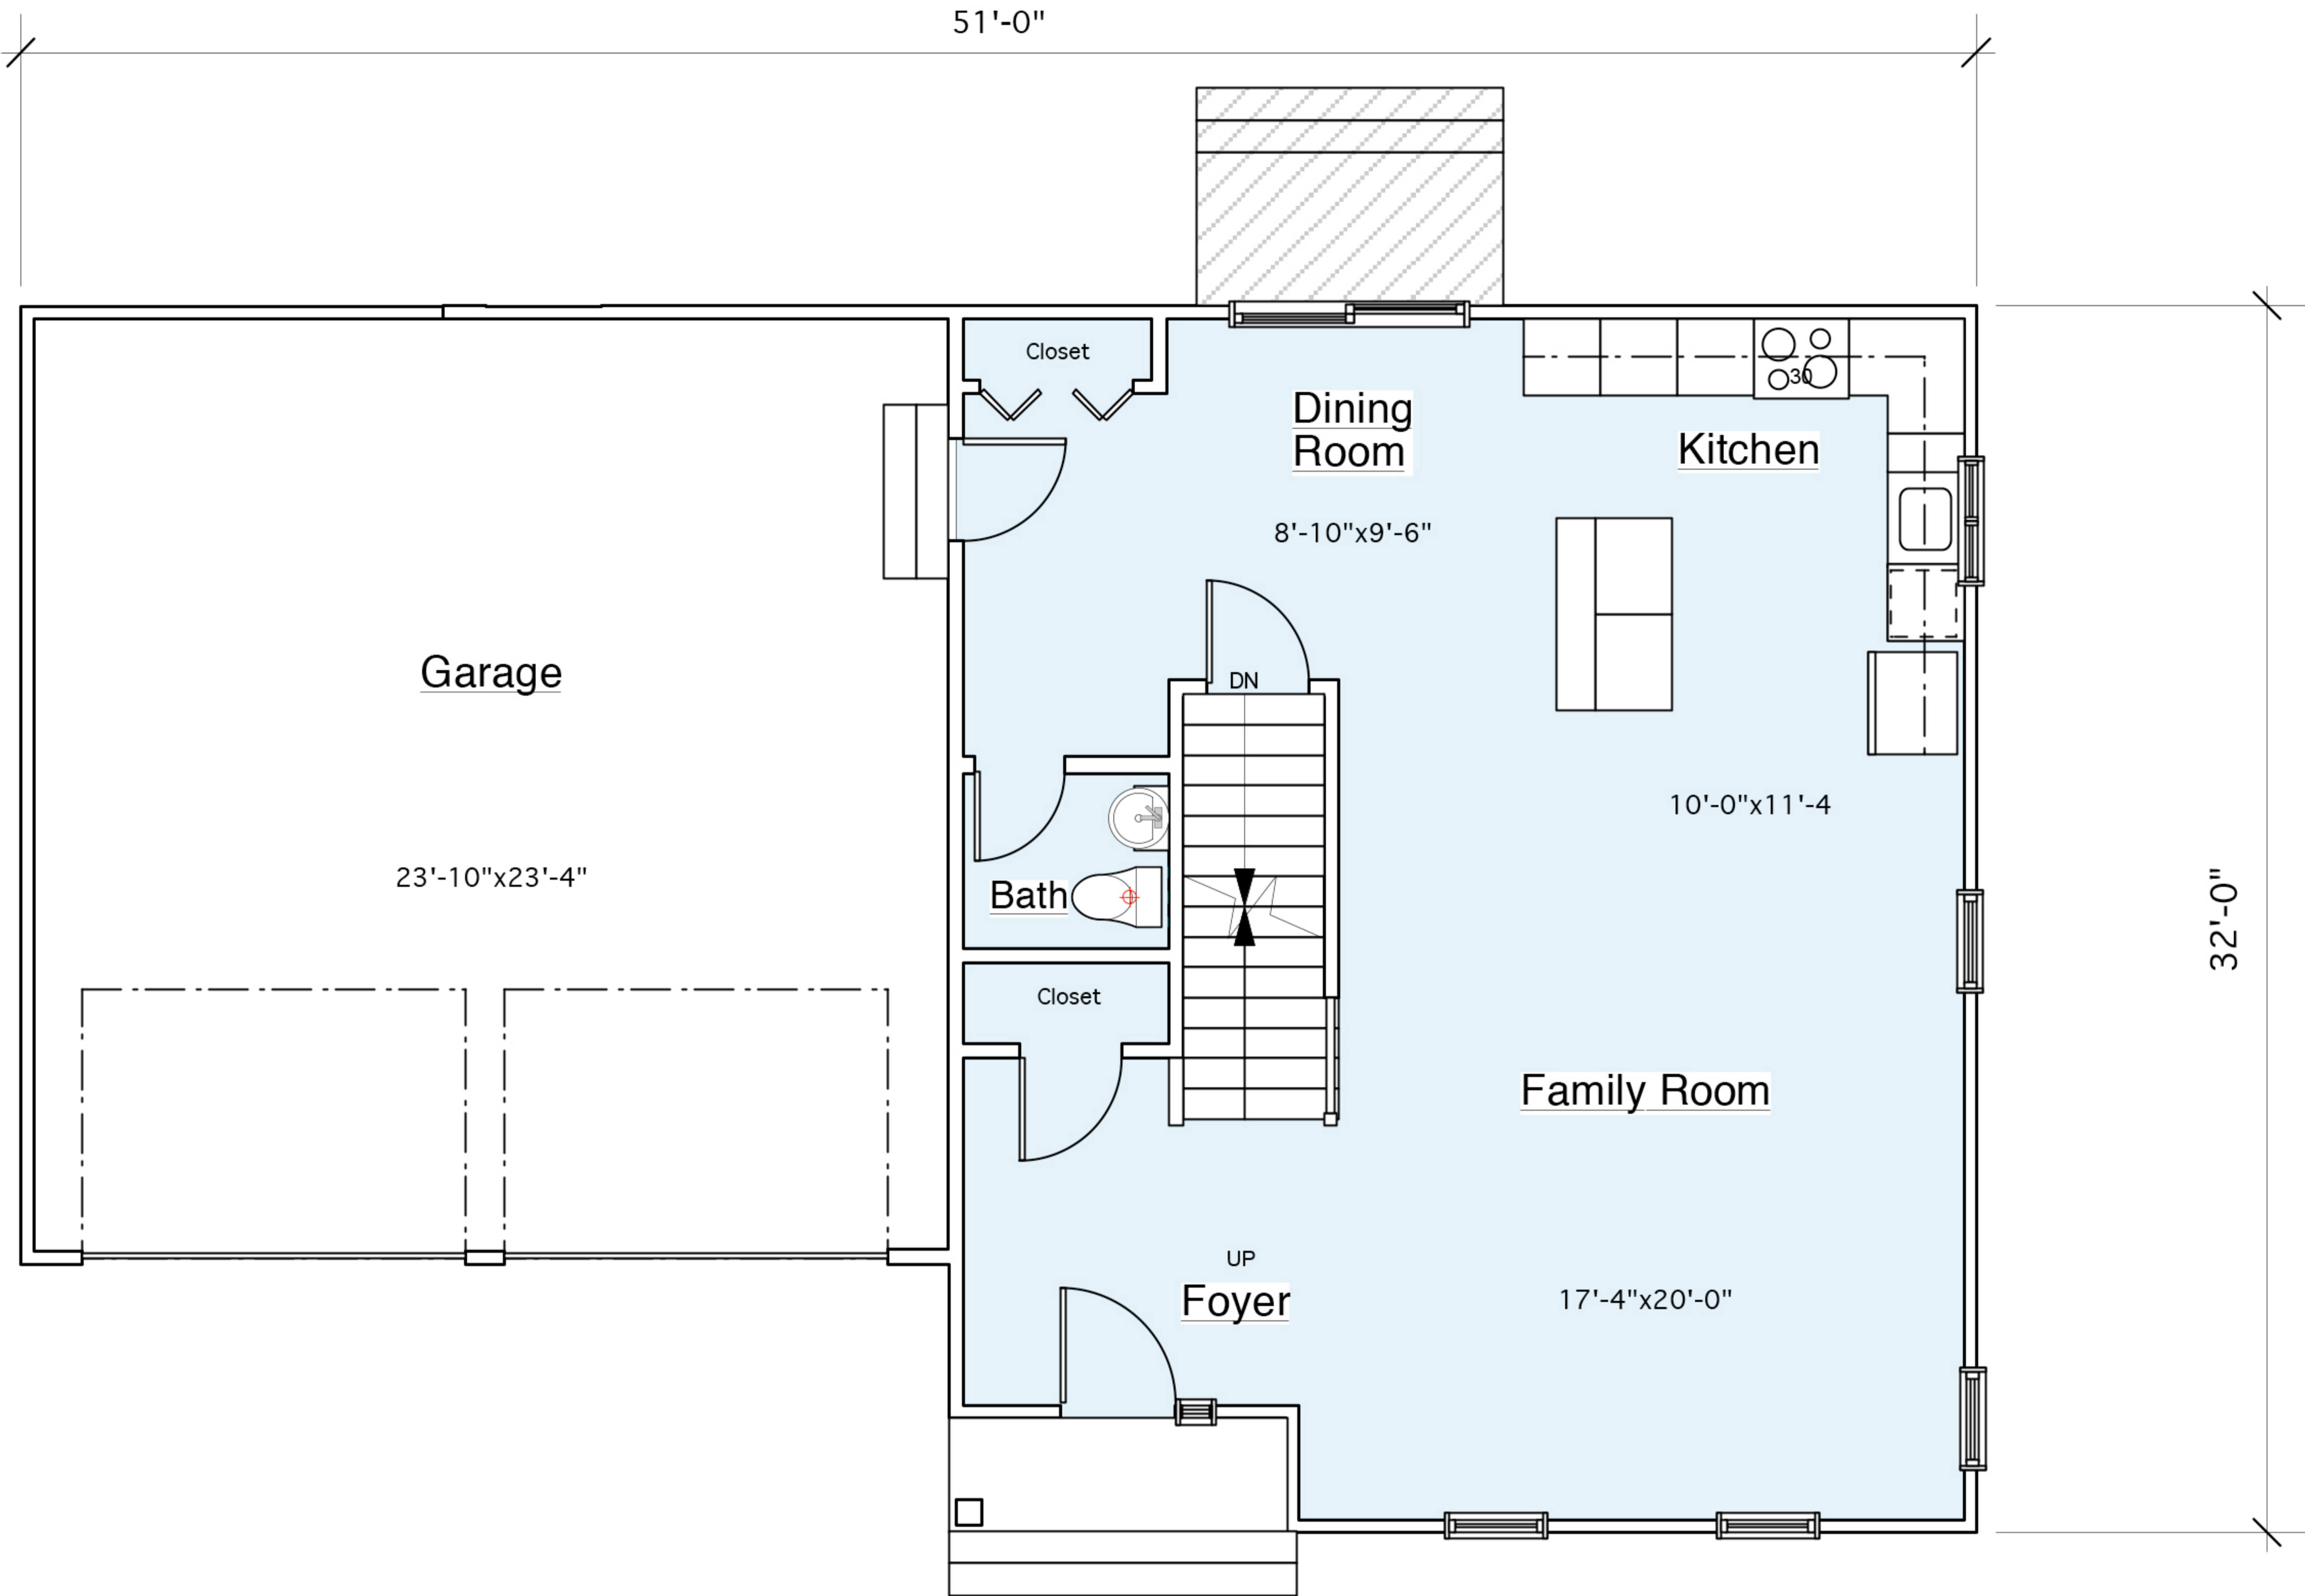 51'-0"
Closet
30
Dining
Room
Kitchen
8'-10"x9'-6"
Garage
DN
10'-0"x11'-4
23'-10"x23'-4"
Bath
32'-0"
Closet
Family Room
UP
Foyer
17'-4"x20'-0"